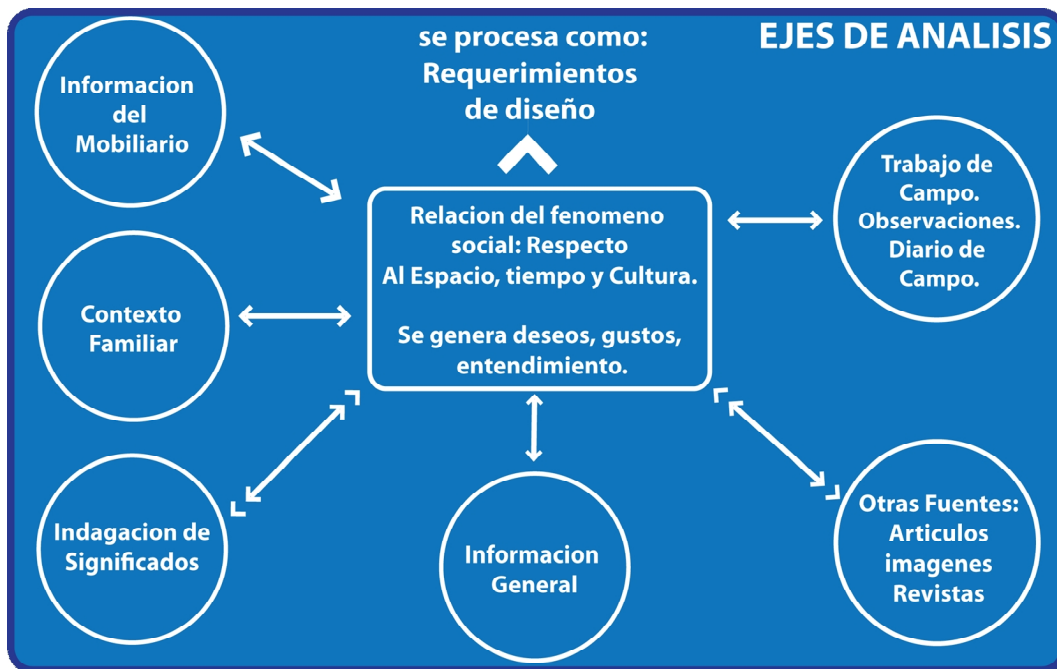 EJES DE ANALISIS
se procesa como:
Requerimientos
de diseño
Informacion
del
Mobiliario
Trabajo de
Campo.
Observaciones.
Diario de
Campo.
Relacion del fenomeno
social: Respecto
Al Espacio, tiempo y Cultura.
Se genera deseos, gustos,
entendimiento.
Contexto
Familiar
Indagacion de
Significados
Informacion
General
Otras Fuentes:
Articulos
imagenes
Revistas